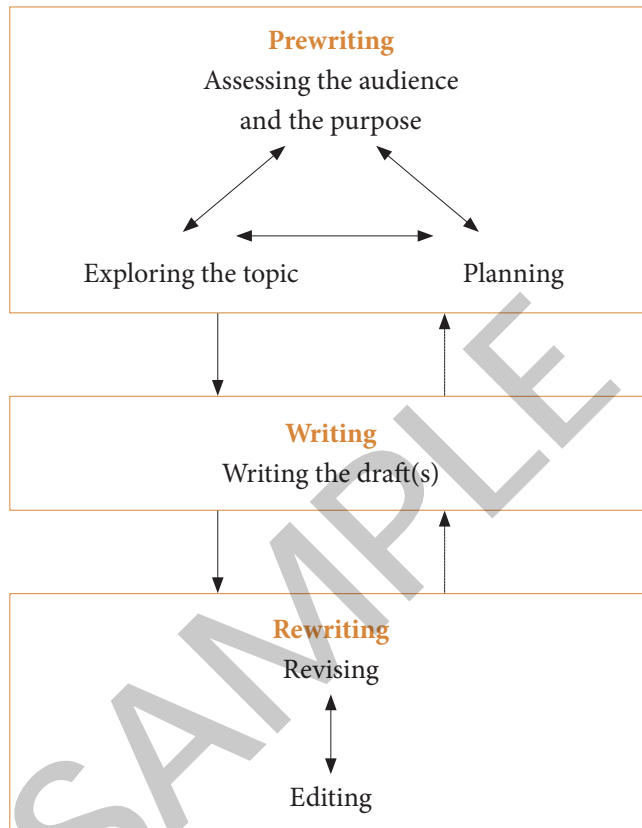 Prewriting
Assessing the audience
and the purpose
Exploring the topic
Planning
Writing
Writing the draft(s)
Rewriting
Revising
Editing
SAMPLE